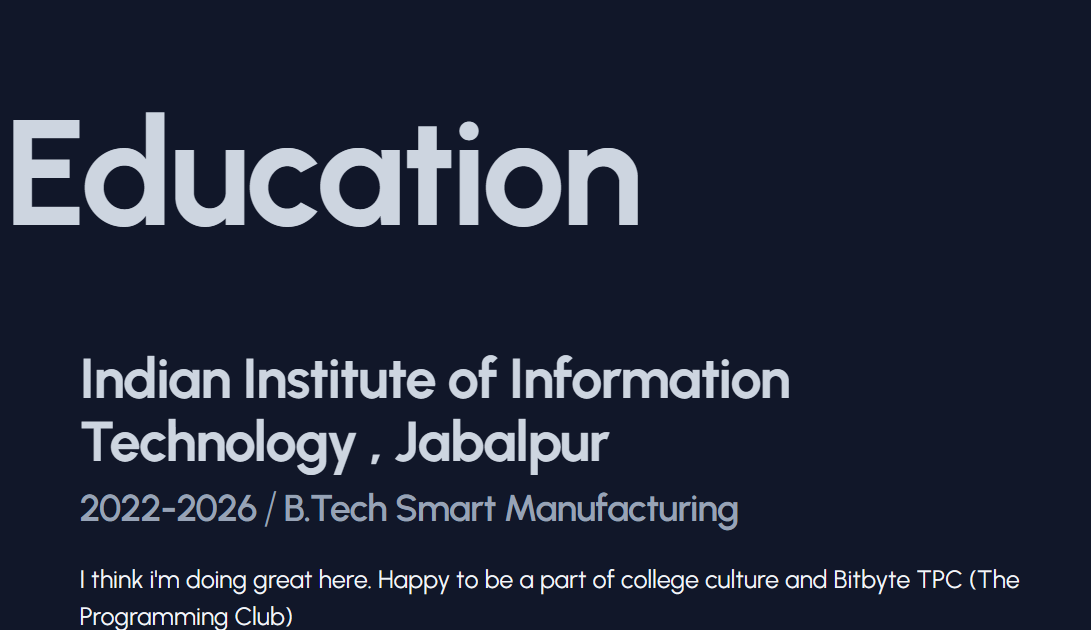 Education
Indian Institute of Information
Technology , Jabalpur
2022-2026 / B.Tech Smart Manufacturing
I think i'm doing great here. Happy to be a part of college culture and Bitbyte TPC (The
Programming Club)